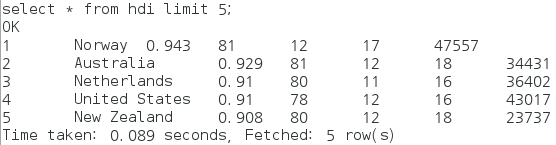 select * from hdi limit 5;
OK
1 Norway 0.943 81 12 17 47557
2 Australia 0.929 81 12 18 34431
3 Netherlands 0.91 80 11 16 36402
4 United States 0.91 78 12 16 43017
5 New Zealand 0.908 80 12 18 23737
Time taken: 0.089 seconds, Fetched: 5 row(s)